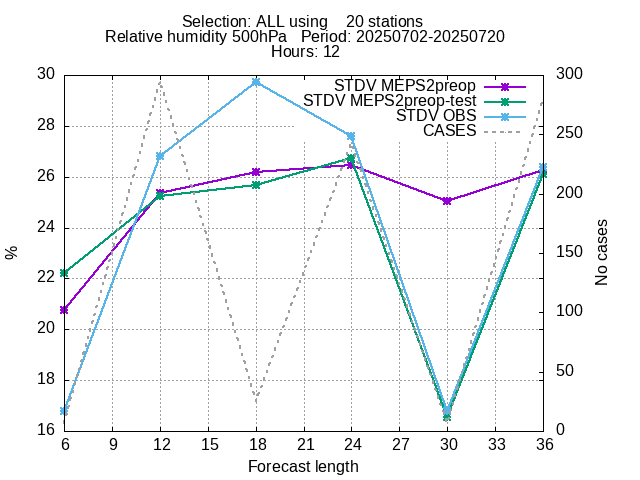 Selection: ALL using    20 stations
Relative humidity 500hPa   Period: 20250702-20250720
Hours: 12
STDV MEPS2preop
STDV MEPS2preop-test
STDV OBS
CASES
30
28
26
24
22
20
18
16
%
300
250
200
150
100
50
0
No cases
6 9 12 15 18 21 24 27 30 33 36
Forecast length